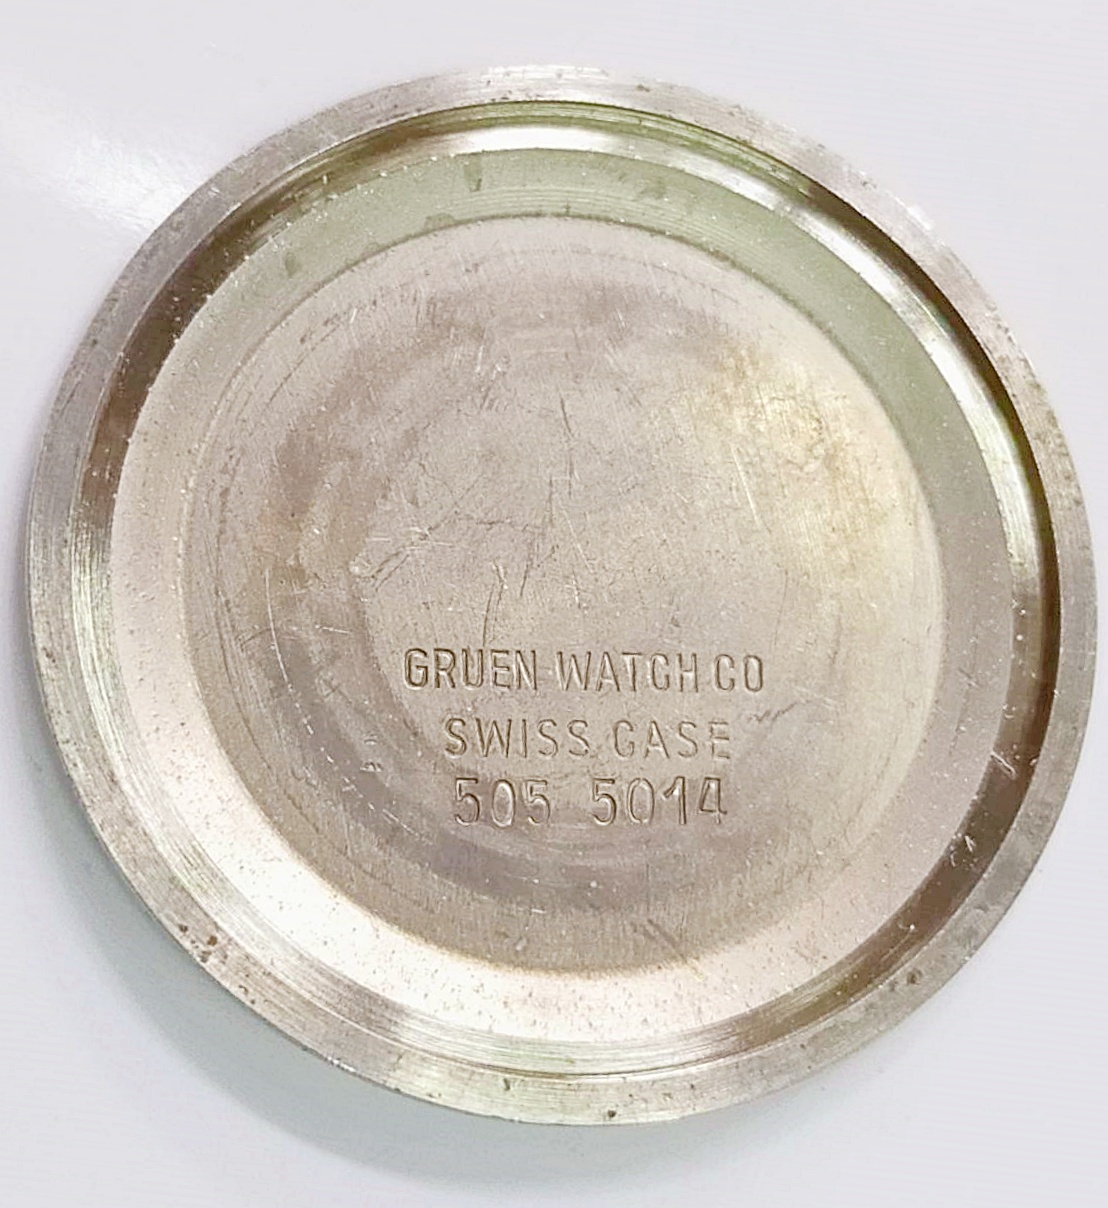 GRUEN WATCH CO
SWISS CASE
505 5014